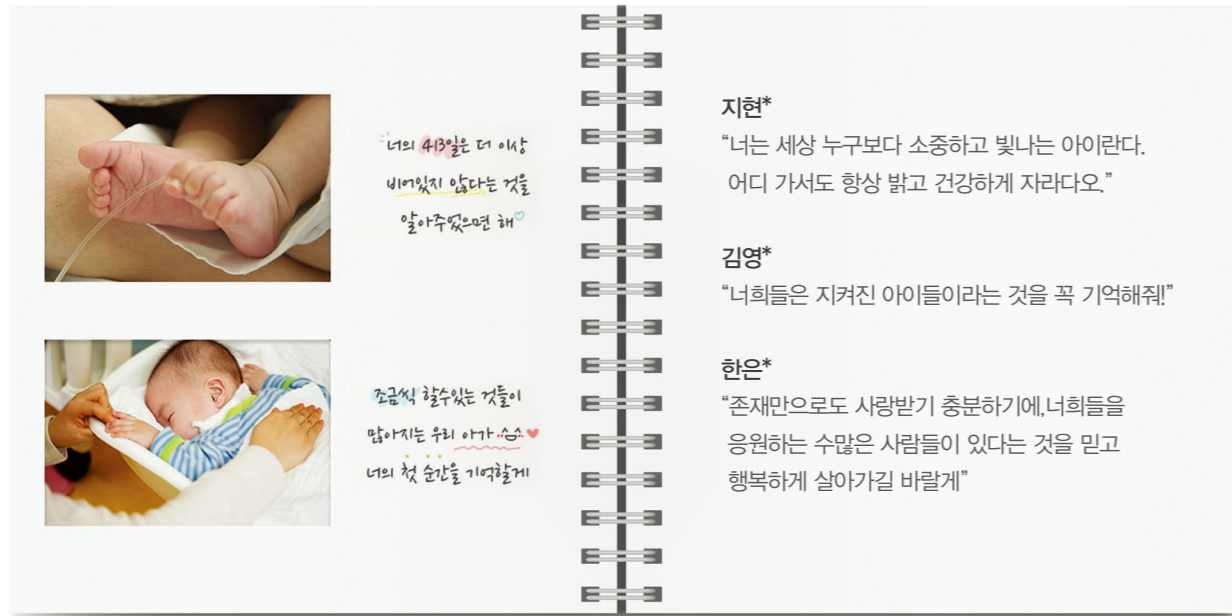 너의 413일은 더 이상
비어있지 않다는 것을
알아주었으면 해
조금씩 할수있는 것들이
많아지는 우리 아가
너의 첫 순간을 기억할게
지현*
“너는 세상 누구보다 소중하고 빛나는 아이란다.
어디 가서도 항상 밝고 건강하게 자라다오.”
김영*
“너희들은 지켜진 아이들이라는 것을 꼭 기억해줘!”
한은*
“존재만으로도 사랑받기 충분하기에,너희들을
응원하는 수많은 사람들이 있다는 것을 믿고
행복하게 살아가길 바랄게”